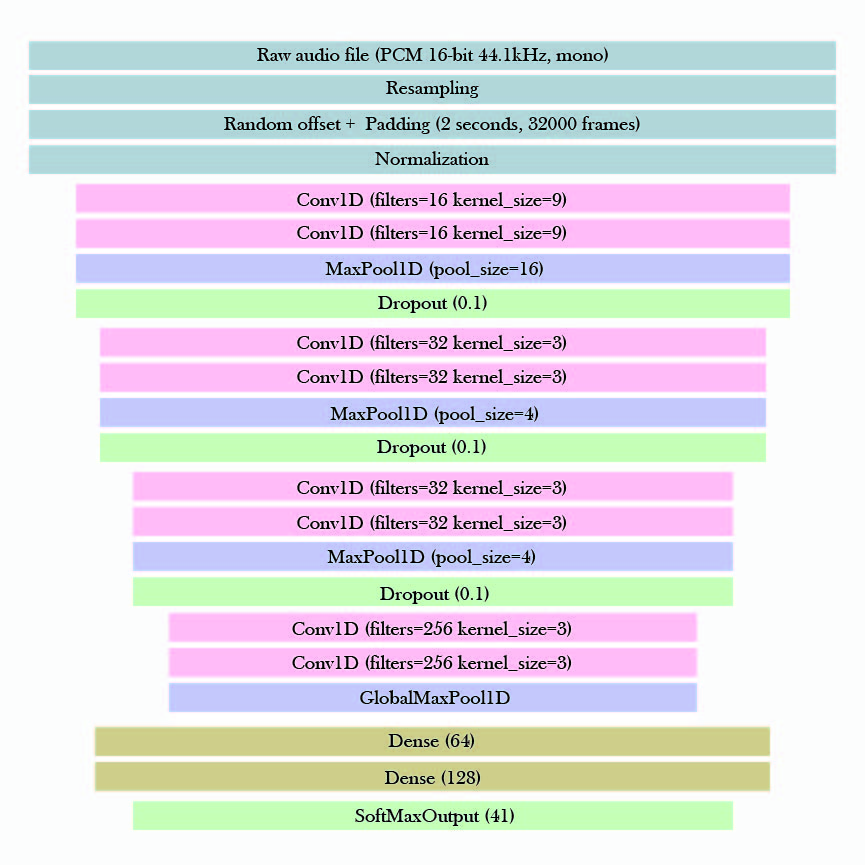 Raw audio file (PCM 16-bit 44.1kHz, mono)
Resampling
Random offset + Padding (2 seconds, 32000 frames)
Normalization
Conv1D (filters=16 kernel_size=9)
Conv1D (filters=16 kernel_size=9)
MaxPool1D (pool_size=16)
Dropout (0.1)
Conv1D (filters=32 kernel_size=3)
Conv1D (filters=32 kernel_size=3)
MaxPool1D (pool_size=4)
Dropout (0.1)
Conv1D (filters=32 kernel_size=3)
Conv1D (filters=32 kernel_size=3)
MaxPool1D (pool_size=4)
Dropout (0.1)
Conv1D (filters=256 kernel_size=3)
Conv1D (filters=256 kernel_size=3)
GlobalMaxPool1D
Dense (64)
Dense (128)
SoftMaxOutput (41)